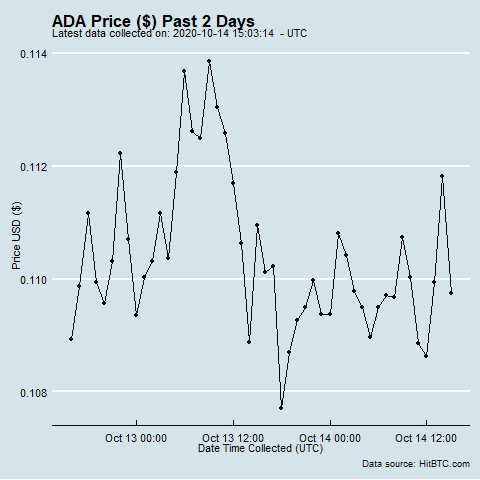 ADA Price ($) Past 2 Days
Latest data collected on: 2020-10-14 15:03:14 - UTC
0.114
0.112
0.110
0.108
Price USD ($)
Oct 13 00:00 Oct 13 12:00 Oct 14 00:00 Oct 14 12:00
Date Time Collected (UTC)
Data source: HitBTC.com